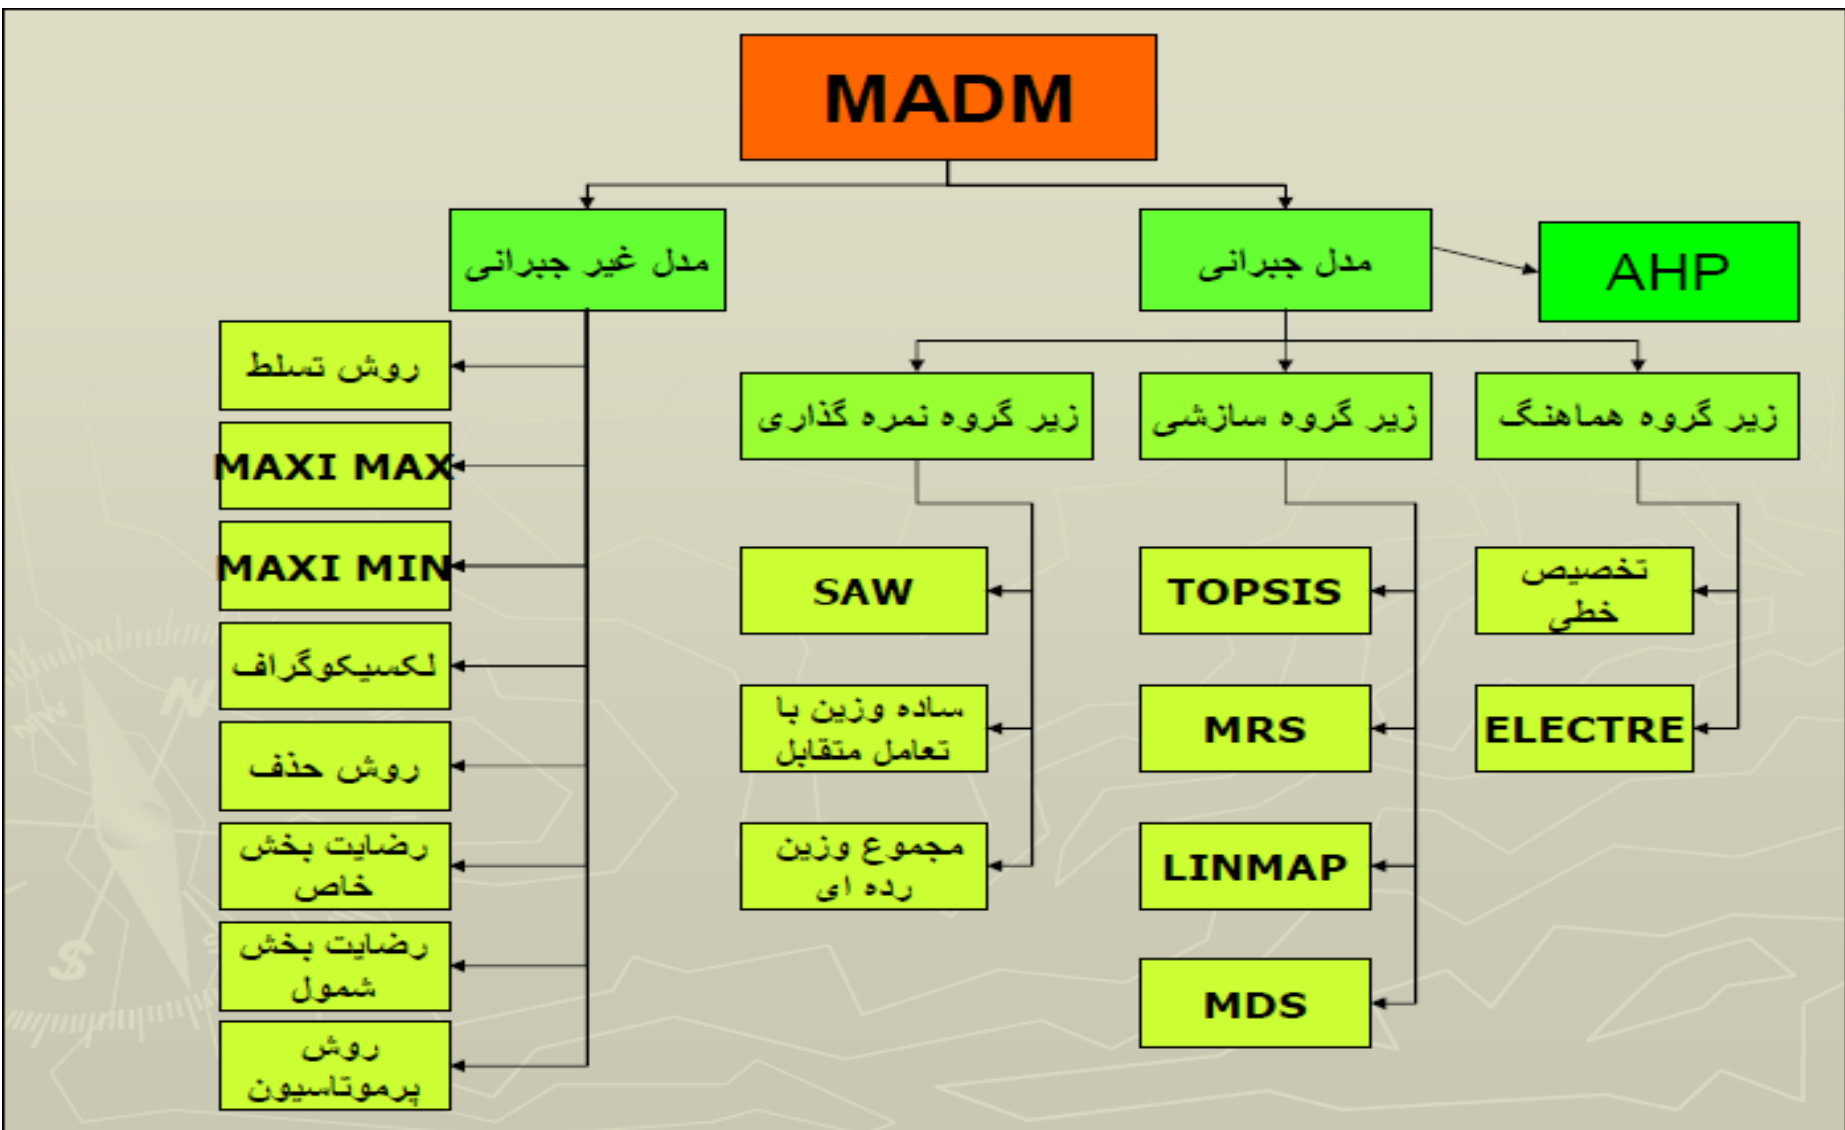 MADM
مدل غیر جبرانی
مدل جبرانی
AHP
زیر گروه نمره گذاری
زیر گروه سازشی
زیر گروه هماهنگ
روش تسلط
MAXI MAX
MAXI MIN
لکسیکوگراف
روش حذف
رضایت بخش
خاص
رضایت بخش
شمول
روش
پرموتاسیون
SAW
ساده وزین با
تعامل متقابل
مجموع وزین
رده ای
TOPSIS
MRS
LINMAP
MDS
تخصیص
خطی
ELECTRE
N
NW
S